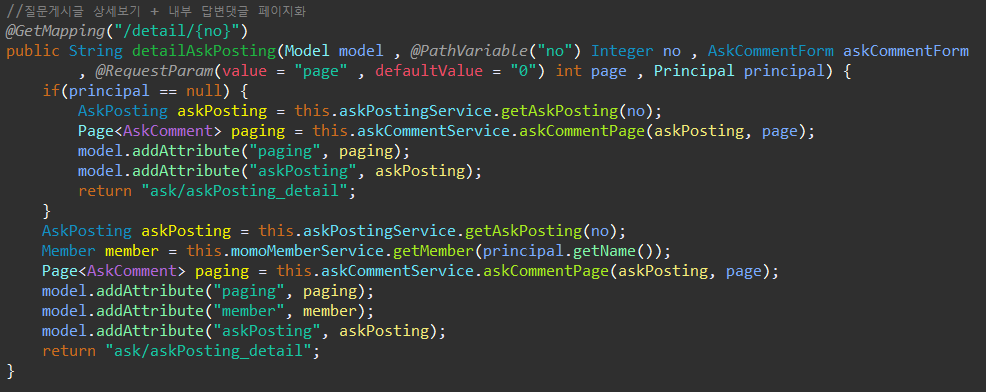 //질문게시글 상세보기 + 내부 답변댓글 페이지화
@GetMapping("/detail/{no}")
public String detailAskPosting(Model model , @PathVariable("no") Integer no , AskCommentForm askCommentForm
        , @RequestParam(value = "page" , defaultValue = "0") int page , Principal principal) {
    if(principal == null) {
        AskPosting askPosting = this.askPostingService.getAskPosting(no);
        Page<AskComment> paging = this.askCommentService.askCommentPage(askPosting, page);
        model.addAttribute("paging", paging);
        model.addAttribute("askPosting", askPosting);
        return "ask/askPosting_detail";
    }
    AskPosting askPosting = this.askPostingService.getAskPosting(no);
    Member member = this.momoMemberService.getMember(principal.getName());
    Page<AskComment> paging = this.askCommentService.askCommentPage(askPosting, page);
    model.addAttribute("paging", paging);
    model.addAttribute("member", member);
    model.addAttribute("askPosting", askPosting);
    return "ask/askPosting_detail";
}